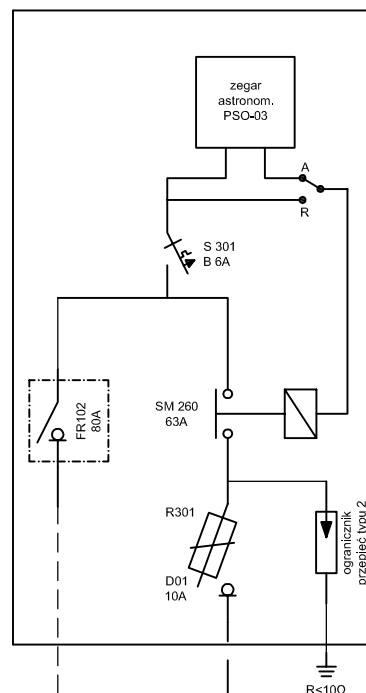 zegar
astronom.
PSO-03
A
R
S 301
B 6A
FR102
80A
SM 260
63A
R301
D01
10A
ogranicznik
przepięć typu 2
R<10Ω